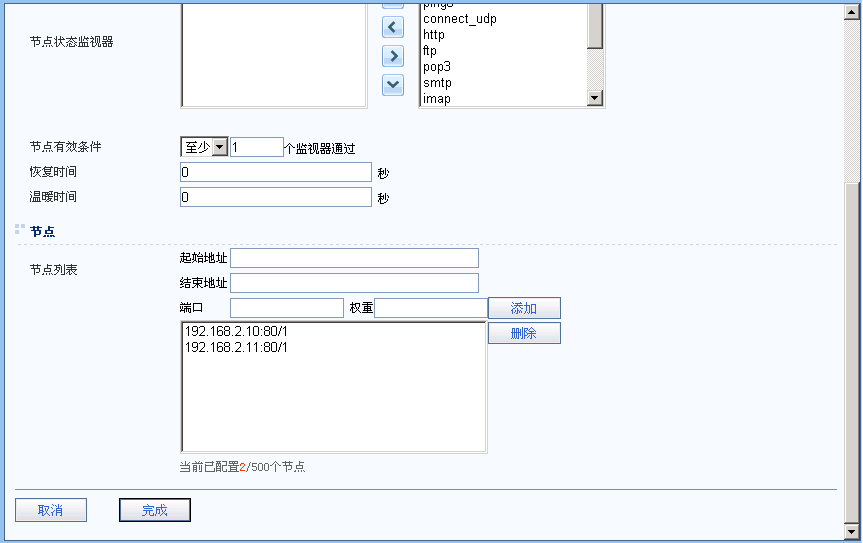 节点状态监视器
connect_udp
http
ftp
pop3
smtp
imap
节点有效条件 至少 1 个监视器通过
恢复时间 0 秒
温暖时间 0 秒
节点
节点列表
起始地址
结束地址
端口 权重 添加
192.168.2.10:80/1
192.168.2.11:80/1
删除
当前已配置2/500个节点
取消 完成